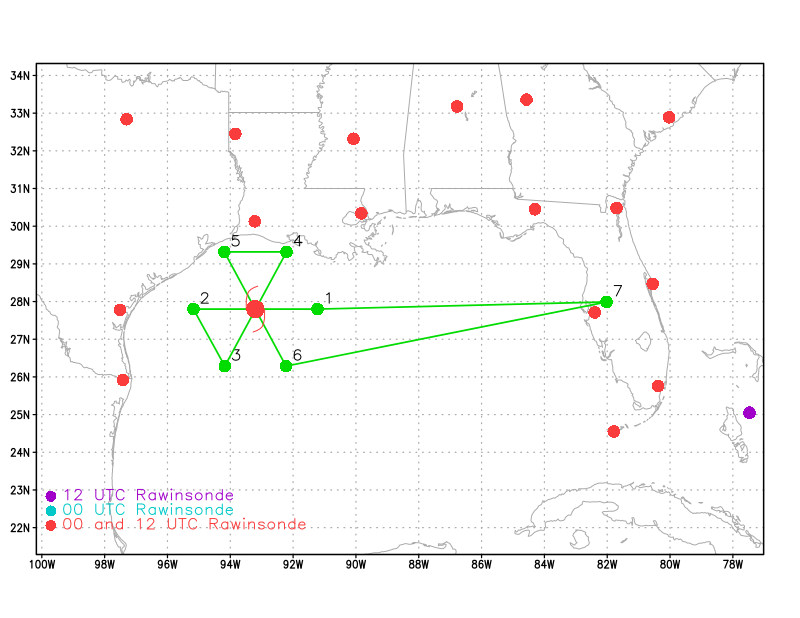 34N
33N
32N
31N
30N
29N
28N
27N
26N
25N
24N
23N
22N
5
4
2
1
7
3
6
12 UTC Rawinsonde
00 UTC Rawinsonde
00 and 12 UTC Rawinsonde
100W 98W 96W 94W 92W 90W 88W 86W 84W 82W 80W 78W